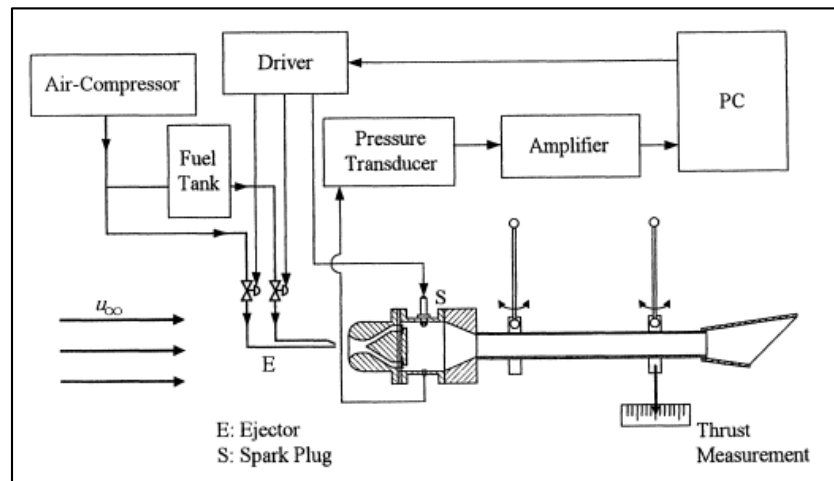 Air-Compressor
Driver
PC
Fuel
Tank
Pressure
Transducer
Amplifier
u∞
E
S
E: Ejector
S: Spark Plug
Thrust
Measurement